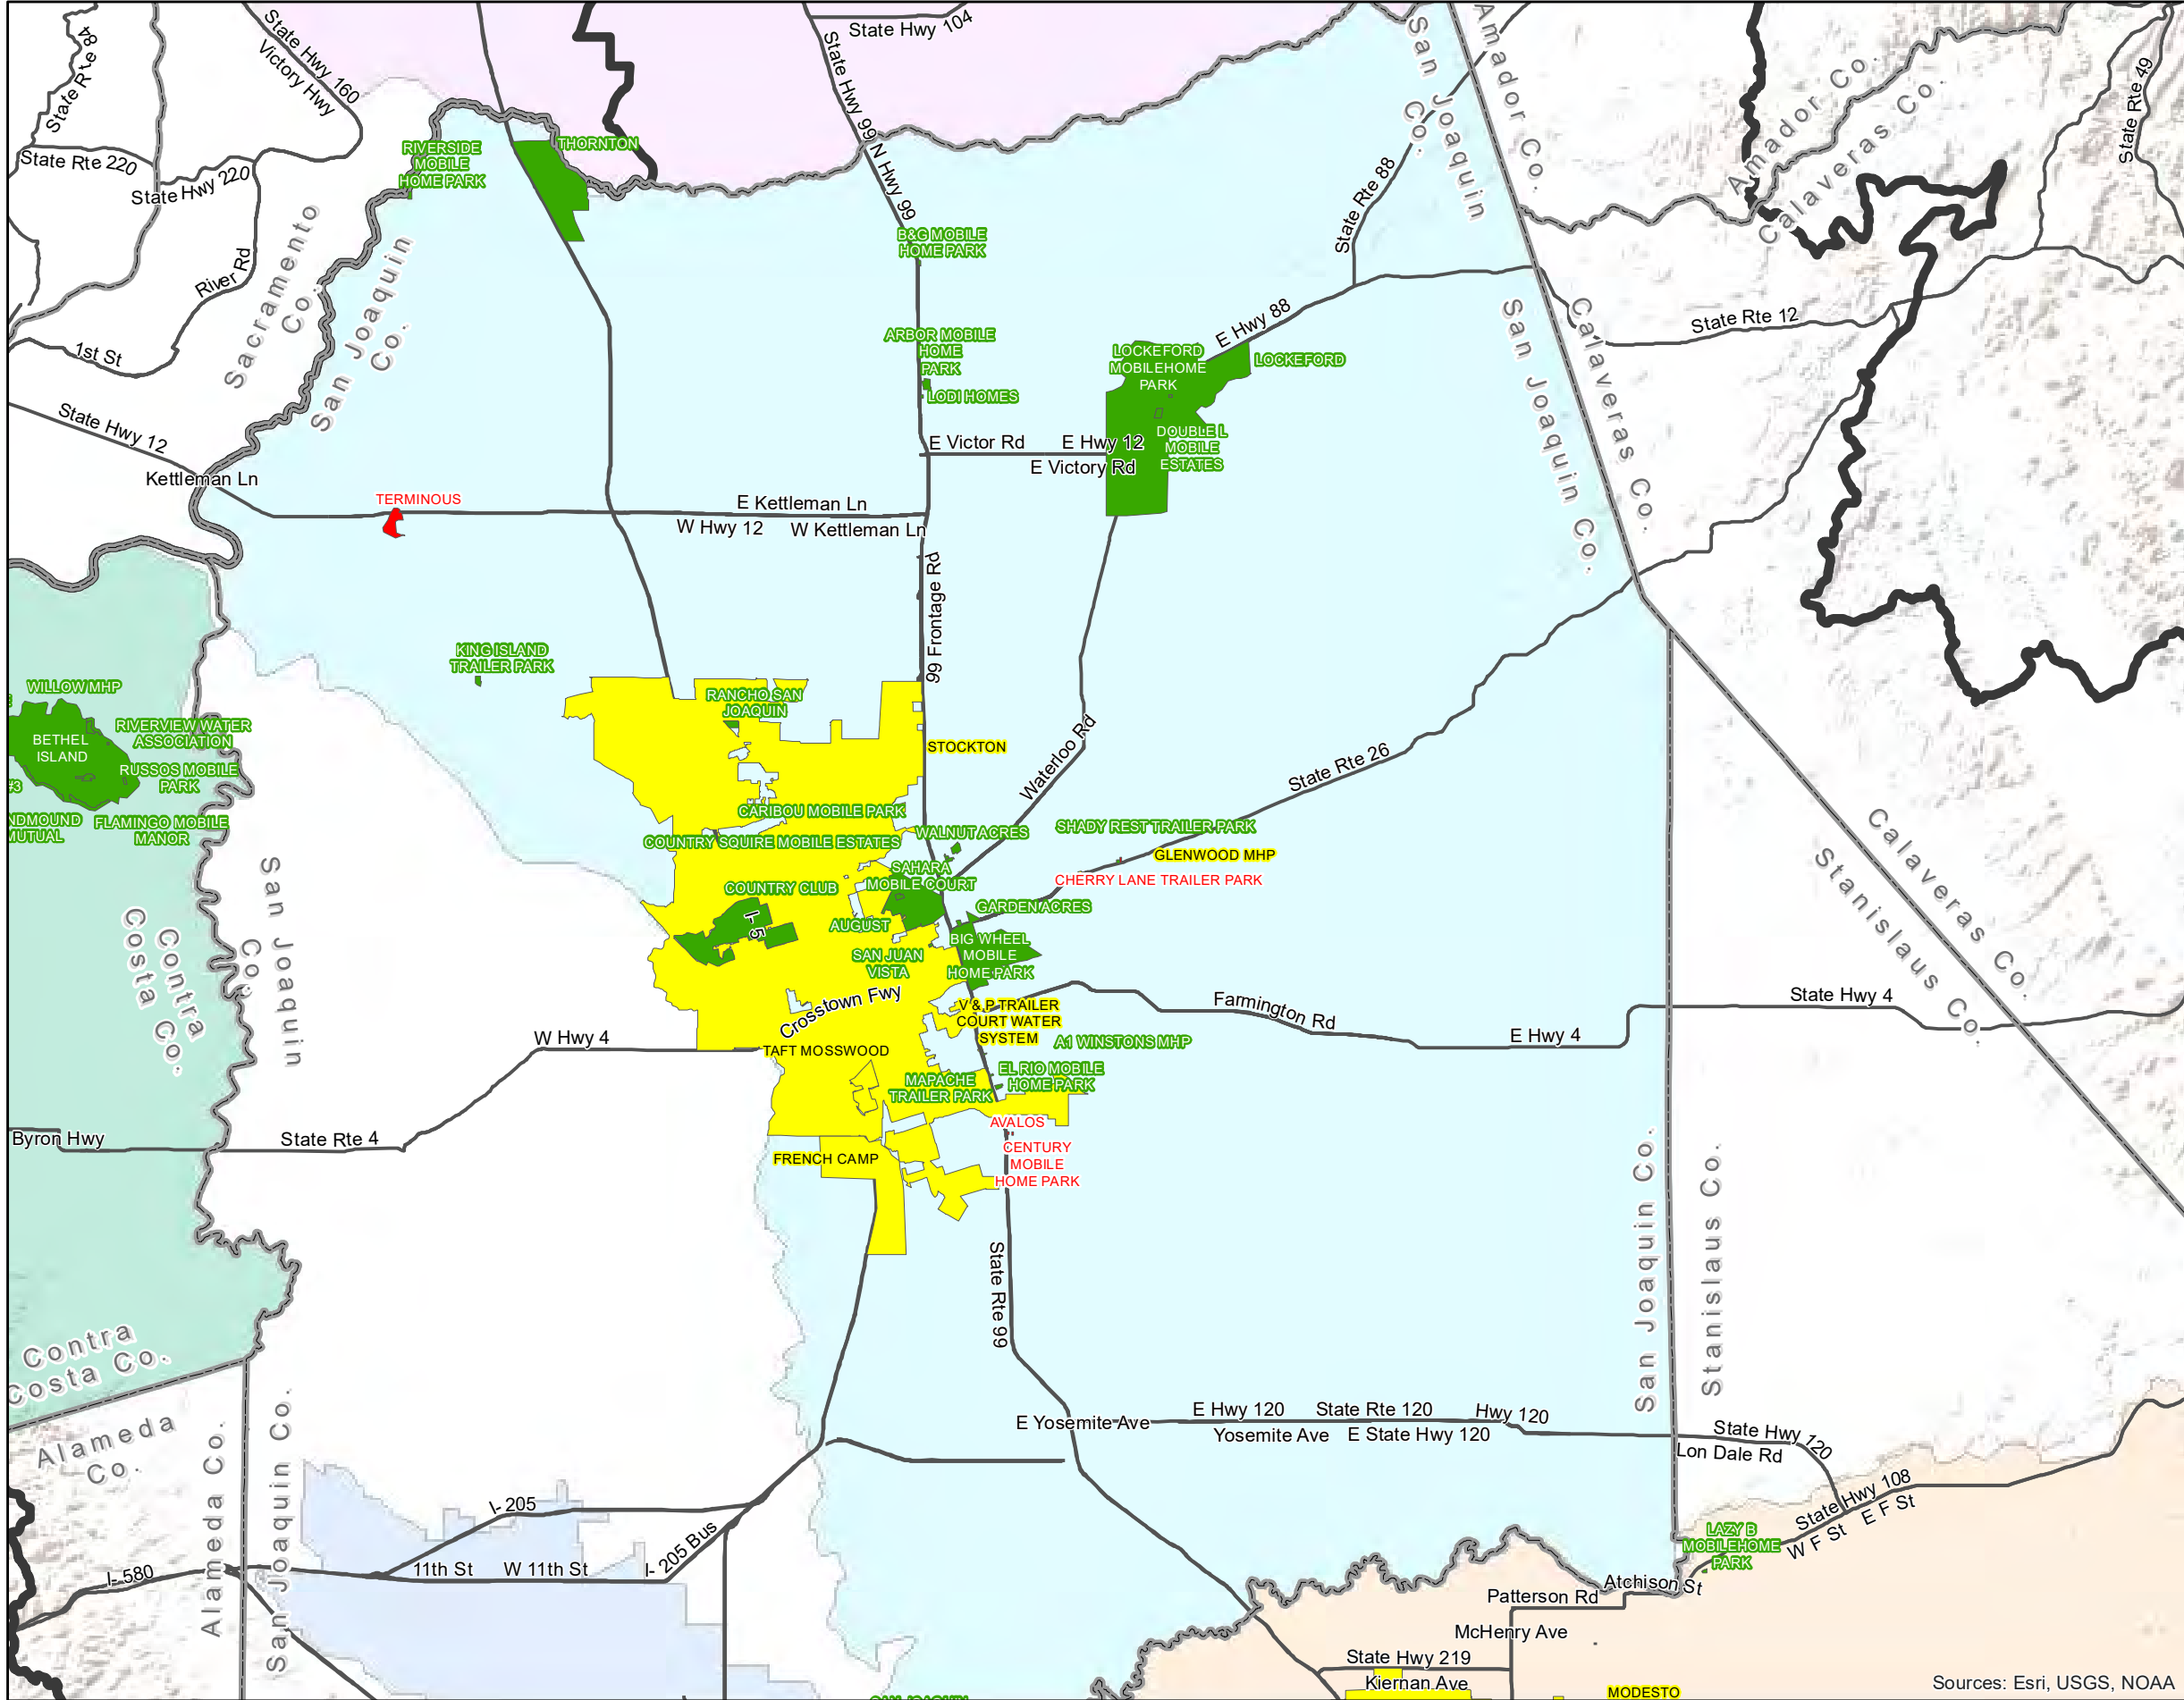 State Rte 84
State Hwy 160
Victory Hwy
State Hwy 104
State Hwy 99
N Hwy 99
San Joaquin
Co.
Amador Co.
Amador Co.
Calaveras Co.
State Rte 49
State Rte 220
State Hwy 220
River Rd
Sacramento
Co.
San Joaquin
Co.
RIVERSIDE
MOBILE
HOME PARK
THORNTON
B&G MOBILE
HOME PARK
State Rte 88
E Hwy 88
State Rte 12
1st St
ARBOR MOBILE
HOME
PARK
LODI HOMES
LOCKEFORD
MOBILEHOME
PARK
LOCKEFORD
San Joaquin Co.
Calaveras Co.
State Hwy 12
Kettleman Ln
E Victor Rd
E Hwy 12
E Victory Rd
DOUBLE L
MOBILE
ESTATES
TERMINOUS
E Kettleman Ln
W Hwy 12
W Kettleman Ln
99 Frontage Rd
KING ISLAND
TRAILER PARK
WILLOW MHP
BETHEL
ISLAND
RIVERVIEW WATER
ASSOCIATION
RUSSOS MOBILE
PARK
#3
NDMOUND
MUTUAL
FLAMINGO MOBILE
MANOR
RANCHO SAN
JOAQUIN
STOCKTON
Waterloo Rd
State Rte 26
CARIBOU MOBILE PARK
COUNTRY SQUIRE MOBILE ESTATES
WALNUT ACRES
SHADY REST TRAILER PARK
GLENWOOD MHP
CHERRY LANE TRAILER PARK
SAHARA
MOBILE COURT
COUNTRY CLUB
I-5
AUGUST
GARDEN ACRES
BIG WHEEL
MOBILE
HOME PARK
SAN JUAN
VISTA
San Joaquin
Co.
Contra
Costa Co.
Calaveras Co.
Stanislaus Co.
Crosstown Fwy
V & P TRAILER
COURT WATER
SYSTEM
Farmington Rd
E Hwy 4
State Hwy 4
W Hwy 4
TAFT MOSSWOOD
A1 WINSTONS MHP
EL RIO MOBILE
HOME PARK
MAPACHE
TRAILER PARK
AVALOS
CENTURY
MOBILE
HOME PARK
FRENCH CAMP
Byron Hwy
State Rte 4
State Rte 99
San Joaquin Co.
Stanislaus Co.
Contra
Costa Co.
Alameda
Co.
Alameda Co.
San Joaquin Co.
E Yosemite Ave
E Hwy 120
State Rte 120
Hwy 120
Yosemite Ave
E State Hwy 120
State Hwy 120
Lon Dale Rd
State Hwy 108
W F St
E F St
I- 205
I- 205 Bus
I- 580
11th St
W 11th St
LAZY B
MOBILEHOME
PARK
Atchison St
Patterson Rd
McHenry Ave
State Hwy 219
Kiernan Ave
MODESTO
Sources: Esri, USGS, NOAA